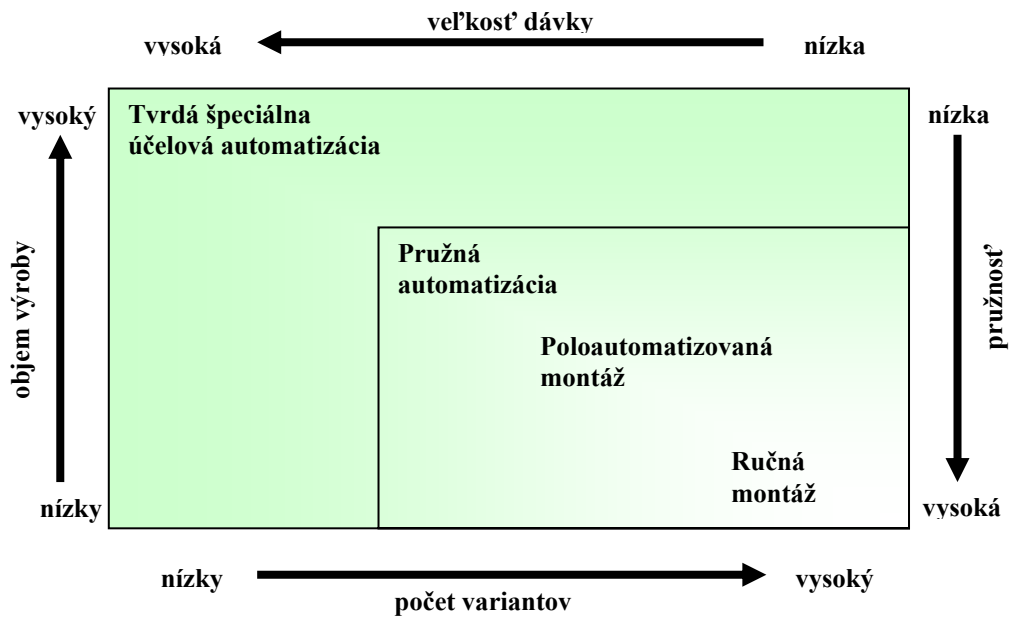 veľkosť dávky
vysoká
nízka
vysoký
Tvrdá špeciálna
účelová automatizácia
nízka
objem výroby
Pružná
automatizácia
pružnosť
Poloautomatizovaná
montáž
Ručná
montáž
nízky
vysoká
nízky
vysoký
počet variantov